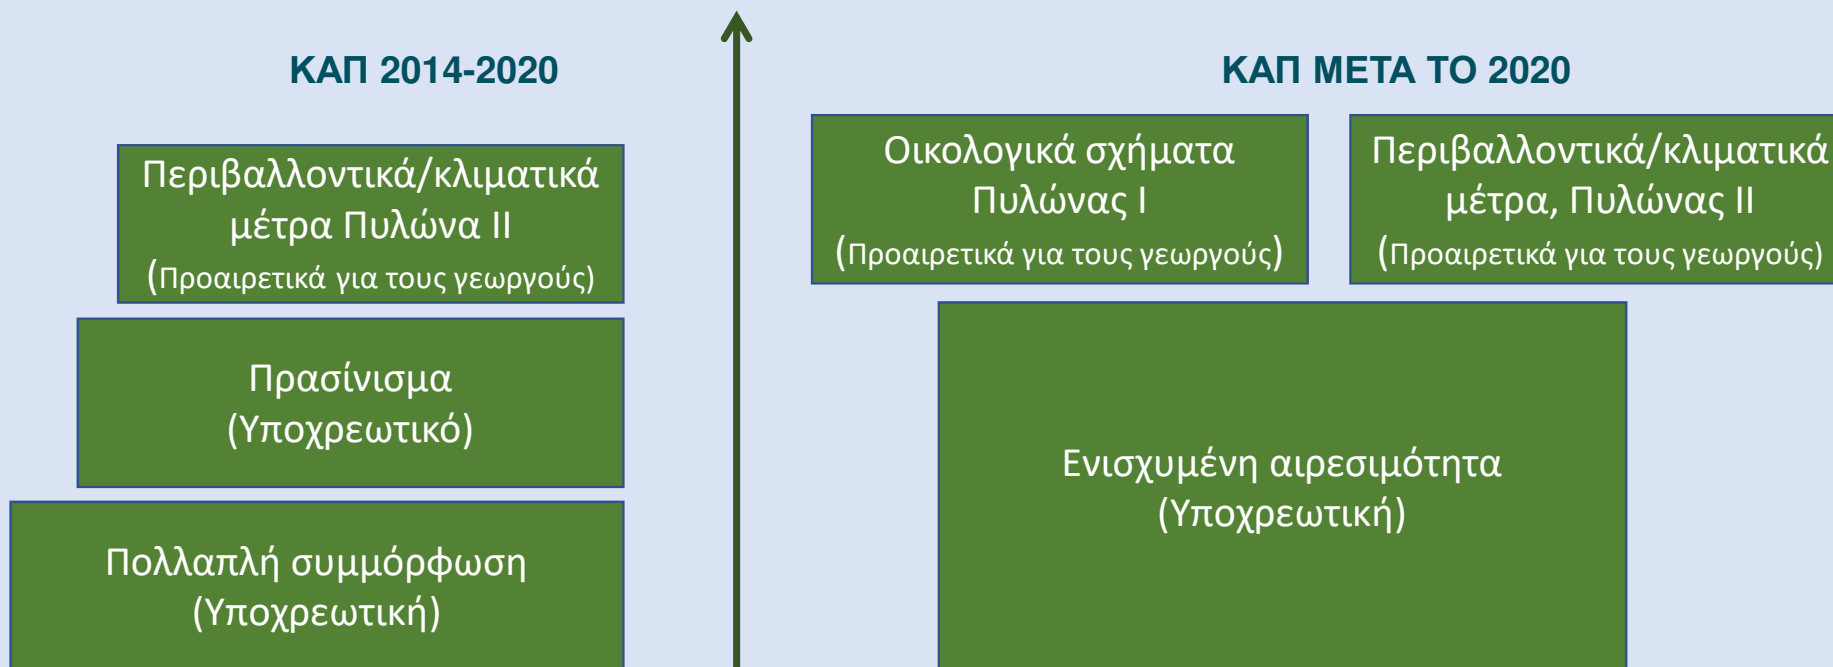 ΚΑΠ 2014-2020
Περιβαλλοντικά/κλιματικά
μέτρα Πυλώνα ΙΙ
(Προαιρετικά για τους γεωργούς)
Πρασίνισμα
(Υποχρεωτικό)
Πολλαπλή συμμόρφωση
(Υποχρεωτική)
ΚΑΠ ΜΕΤΑ ΤΟ 2020
Οικολογικά σχήματα
Πυλώνας Ι
(Προαιρετικά για τους γεωργούς)
Περιβαλλοντικά/κλιματικά
μέτρα, Πυλώνας ΙΙ
(Προαιρετικά για τους γεωργούς)
Ενισχυμένη αιρεσιμότητα
(Υποχρεωτική)